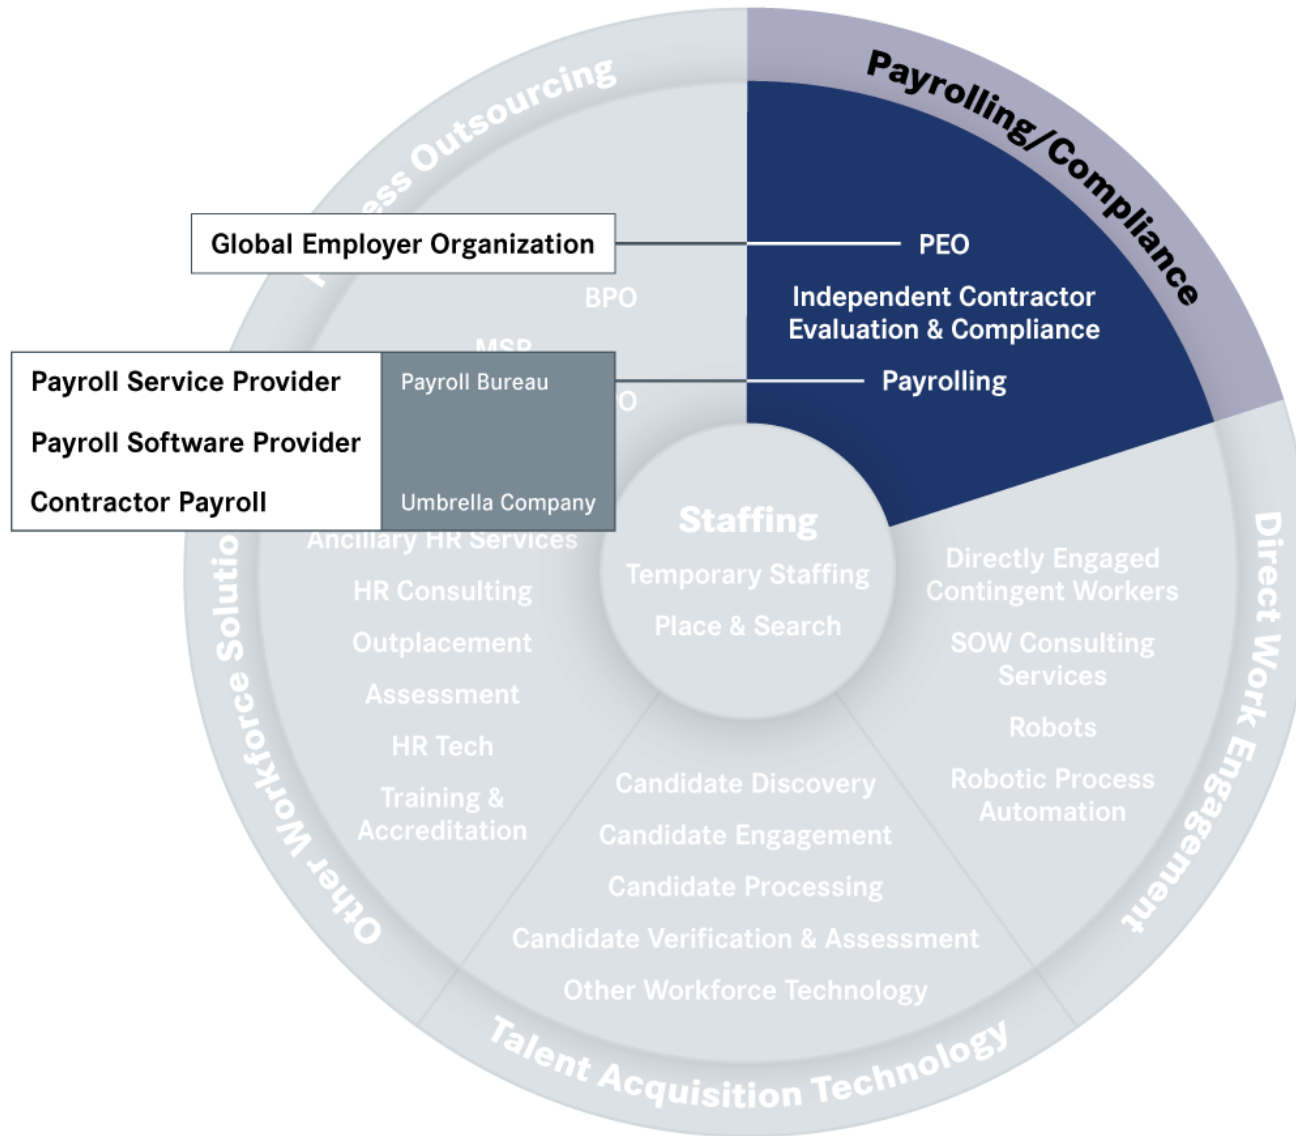 Payrolling/Compliance
PEO
Independent Contractor
Evaluation & Compliance
Payrolling
Global Employer Organization
Payroll Service Provider
Payroll Bureau
Payroll Software Provider
Contractor Payroll
Umbrella Company
Outsourcing
BPO
MSP
Staffing
Temporary Staffing
Place & Search
Direct Work Engagement
Directly Engaged
Contingent Workers
SOW Consulting
Services
Robots
Robotic Process
Automation
Talent Acquisition Technology
Candidate Discovery
Candidate Engagement
Candidate Processing
Candidate Verification & Assessment
Other Workforce Technology
Other Workforce
Ancillary HR Services
HR Consulting
Outplacement
Assessment
HR Tech
Training &
Accreditation